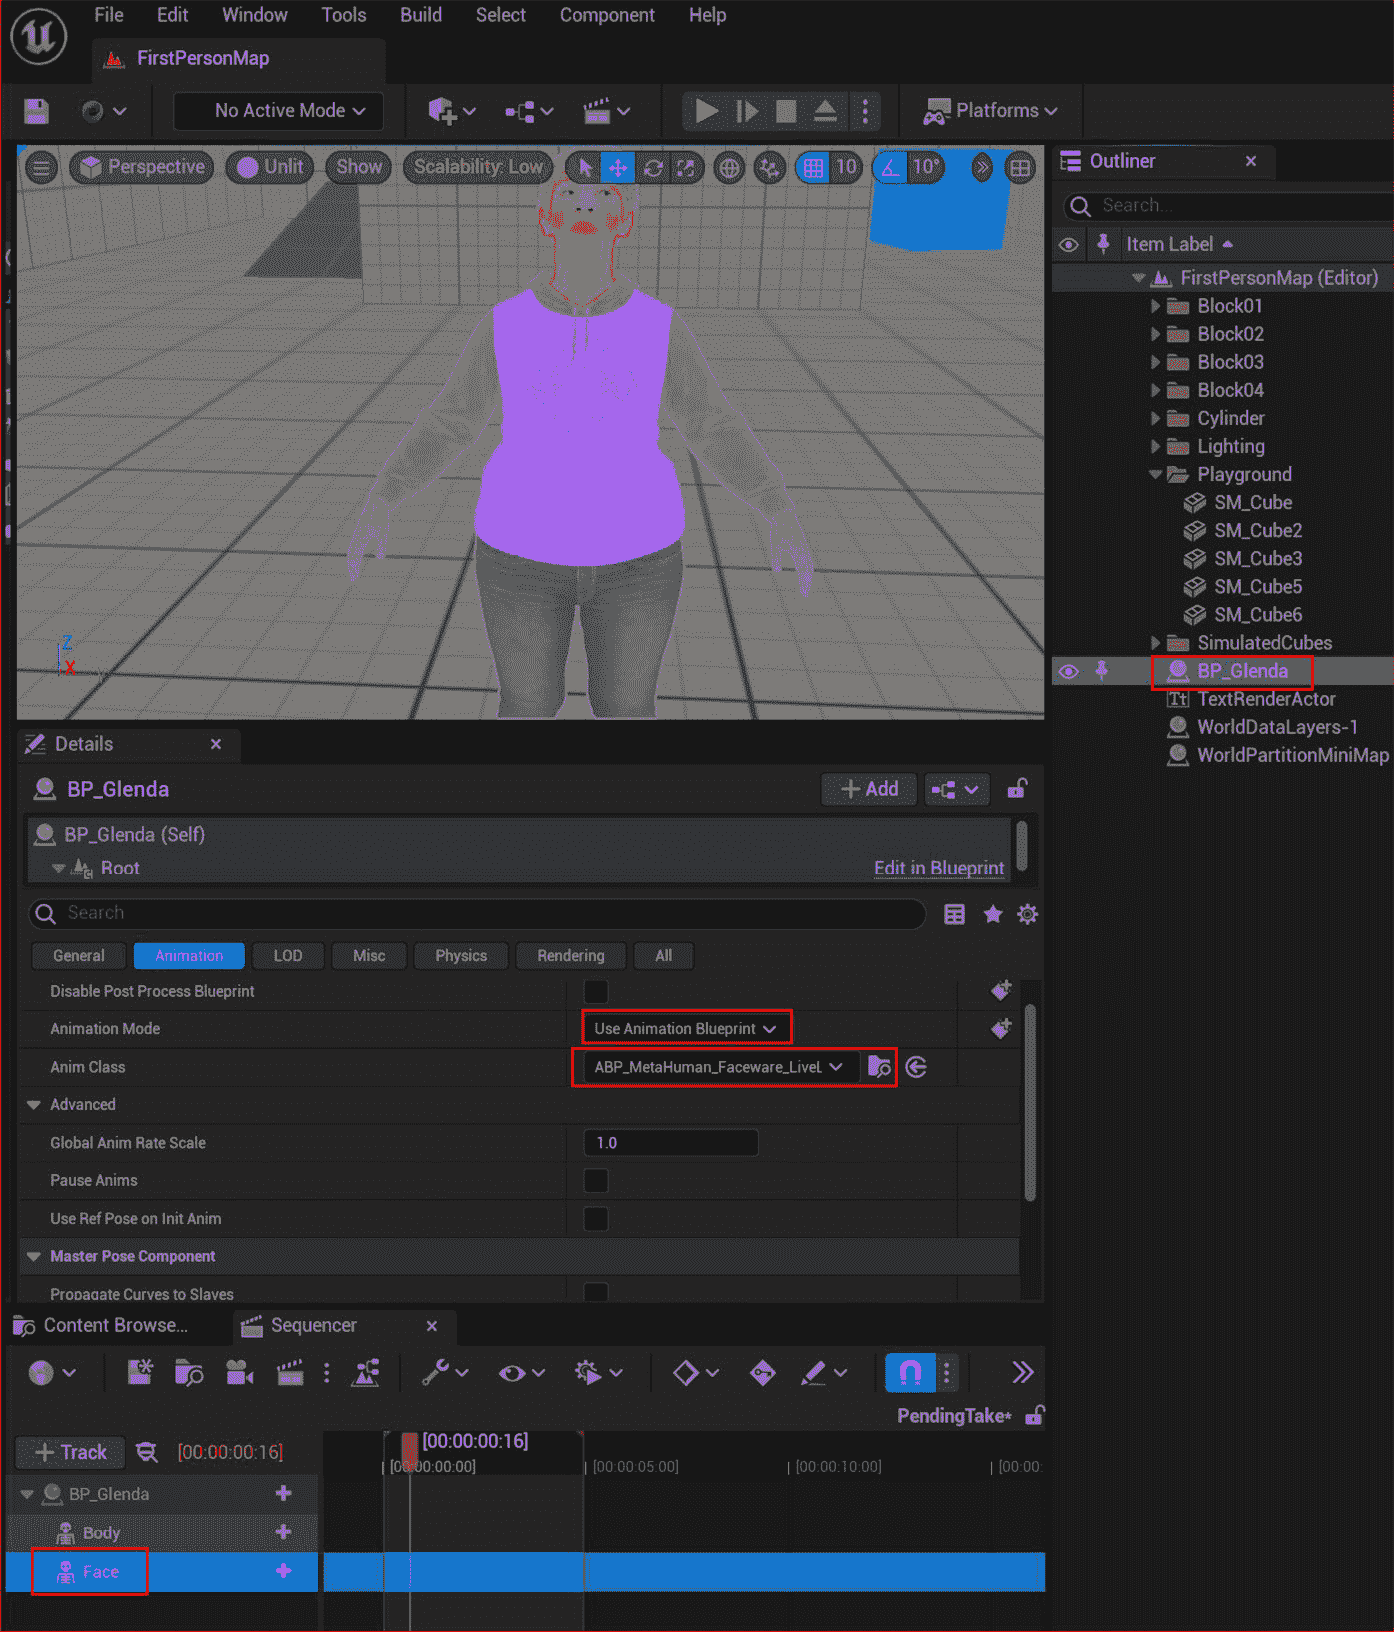 File Edit Window Tools Build Select Component Help
FirstPersonMap
No Active Mode
Platforms
Perspective Unlit Show Scalability: Low 10 10°
Z
X
Outliner
Search...
Item Label
FirstPersonMap (Editor)
Block01
Block02
Block03
Block04
Cylinder
Lighting
Playground
SM_Cube
SM_Cube2
SM_Cube3
SM_Cube5
SM_Cube6
SimulatedCubes
BP_Glenda
Tt TextRenderActor
WorldDataLayers-1
WorldPartitionMiniMap
Details
BP_Glenda
Add
BP_Glenda (Self)
Root
Edit in Blueprint
Search
General Animation LOD Misc Physics Rendering All
Disable Post Process Blueprint
Animation Mode Use Animation Blueprint
Anim Class ABP_MetaHuman_Faceware_LiveL
Advanced
Global Anim Rate Scale 1.0
Pause Anims
Use Ref Pose on Init Anim
Master Pose Component
Propagate Curves to Slaves
Content Browse... Sequencer
PendingTake*
+ Track [00:00:00:16] [00:00:00:16]
[00:00:00:00] [00:00:05:00] [00:00:10:00] [00:00:
BP_Glenda
Body
Face